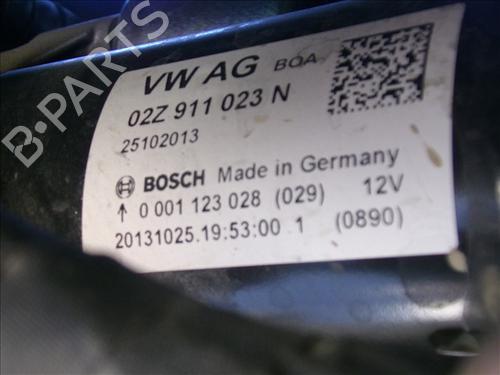 VW AG BOA
02Z 911 023 N
25102013
BOSCH Made in Germany
↑ 0 001 123 028 (029) 12V
20131025.19:53:00 1 (0890)
B-PARTS